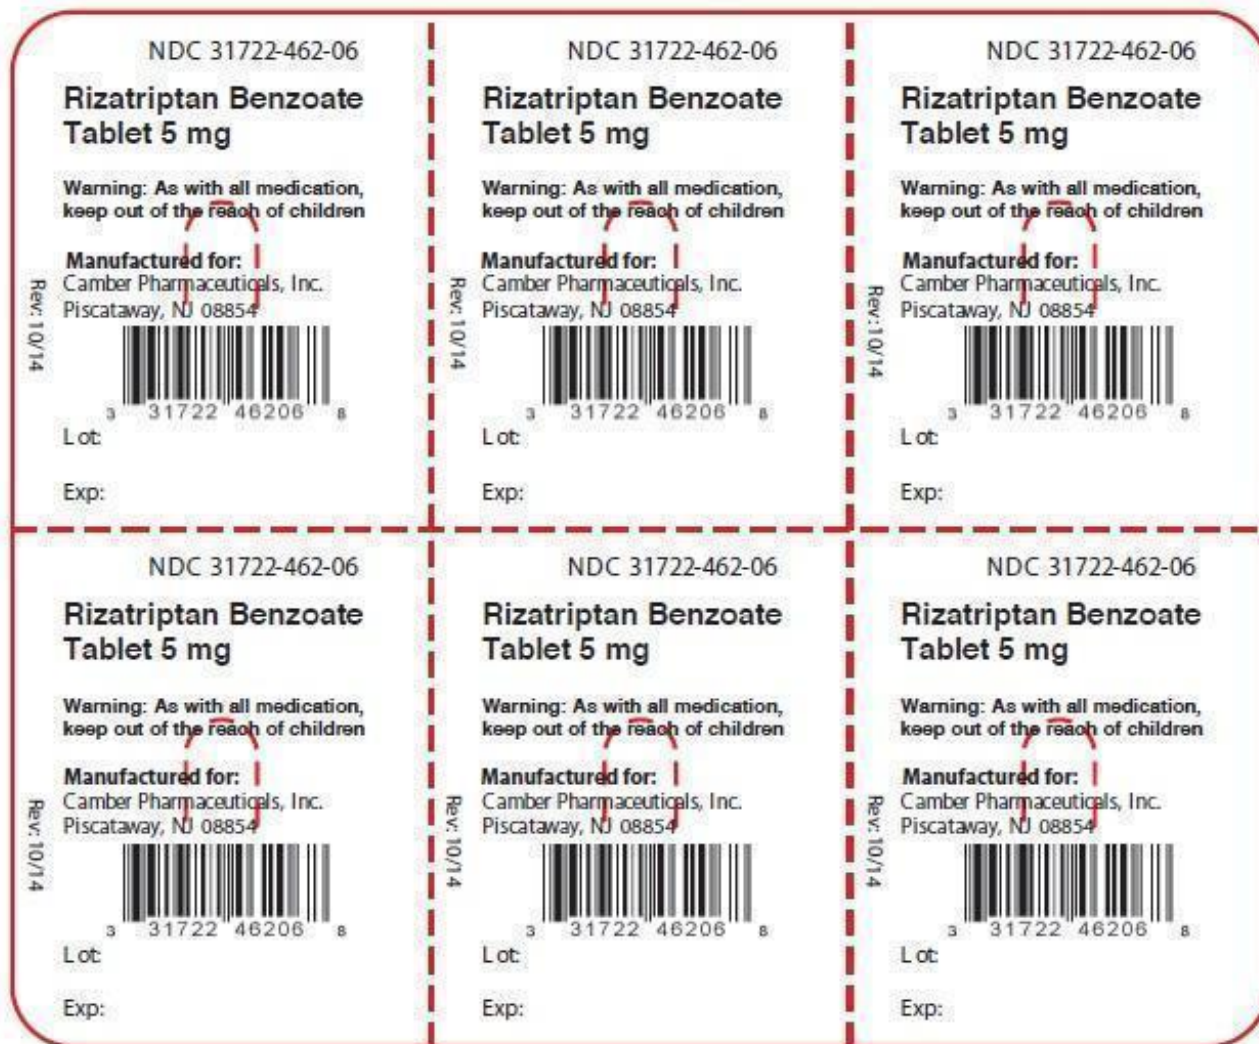 NDC 31722-462-06
Rizatriptan Benzoate
Tablet 5 mg
Warning: As with all medication,
keep out of the reach of children
Manufactured for:
Camber Pharmaceuticals, Inc.
Piscataway, NJ 08854
Rev: 10/14
3 31722 46206 8
Lot:
Exp:
NDC 31722-462-06
Rizatriptan Benzoate
Tablet 5 mg
Warning: As with all medication,
keep out of the reach of children
Manufactured for:
Camber Pharmaceuticals, Inc.
Piscataway, NJ 08854
Rev: 10/14
3 31722 46206 8
Lot:
Exp:
NDC 31722-462-06
Rizatriptan Benzoate
Tablet 5 mg
Warning: As with all medication,
keep out of the reach of children
Manufactured for:
Camber Pharmaceuticals, Inc.
Piscataway, NJ 08854
Rev: 10/14
3 31722 46206 8
Lot:
Exp:
NDC 31722-462-06
Rizatriptan Benzoate
Tablet 5 mg
Warning: As with all medication,
keep out of the reach of children
Manufactured for:
Camber Pharmaceuticals, Inc.
Piscataway, NJ 08854
Rev: 10/14
3 31722 46206 8
Lot:
Exp:
NDC 31722-462-06
Rizatriptan Benzoate
Tablet 5 mg
Warning: As with all medication,
keep out of the reach of children
Manufactured for:
Camber Pharmaceuticals, Inc.
Piscataway, NJ 08854
Rev: 10/14
3 31722 46206 8
Lot:
Exp:
NDC 31722-462-06
Rizatriptan Benzoate
Tablet 5 mg
Warning: As with all medication,
keep out of the reach of children
Manufactured for:
Camber Pharmaceuticals, Inc.
Piscataway, NJ 08854
Rev: 10/14
3 31722 46206 8
Lot:
Exp: